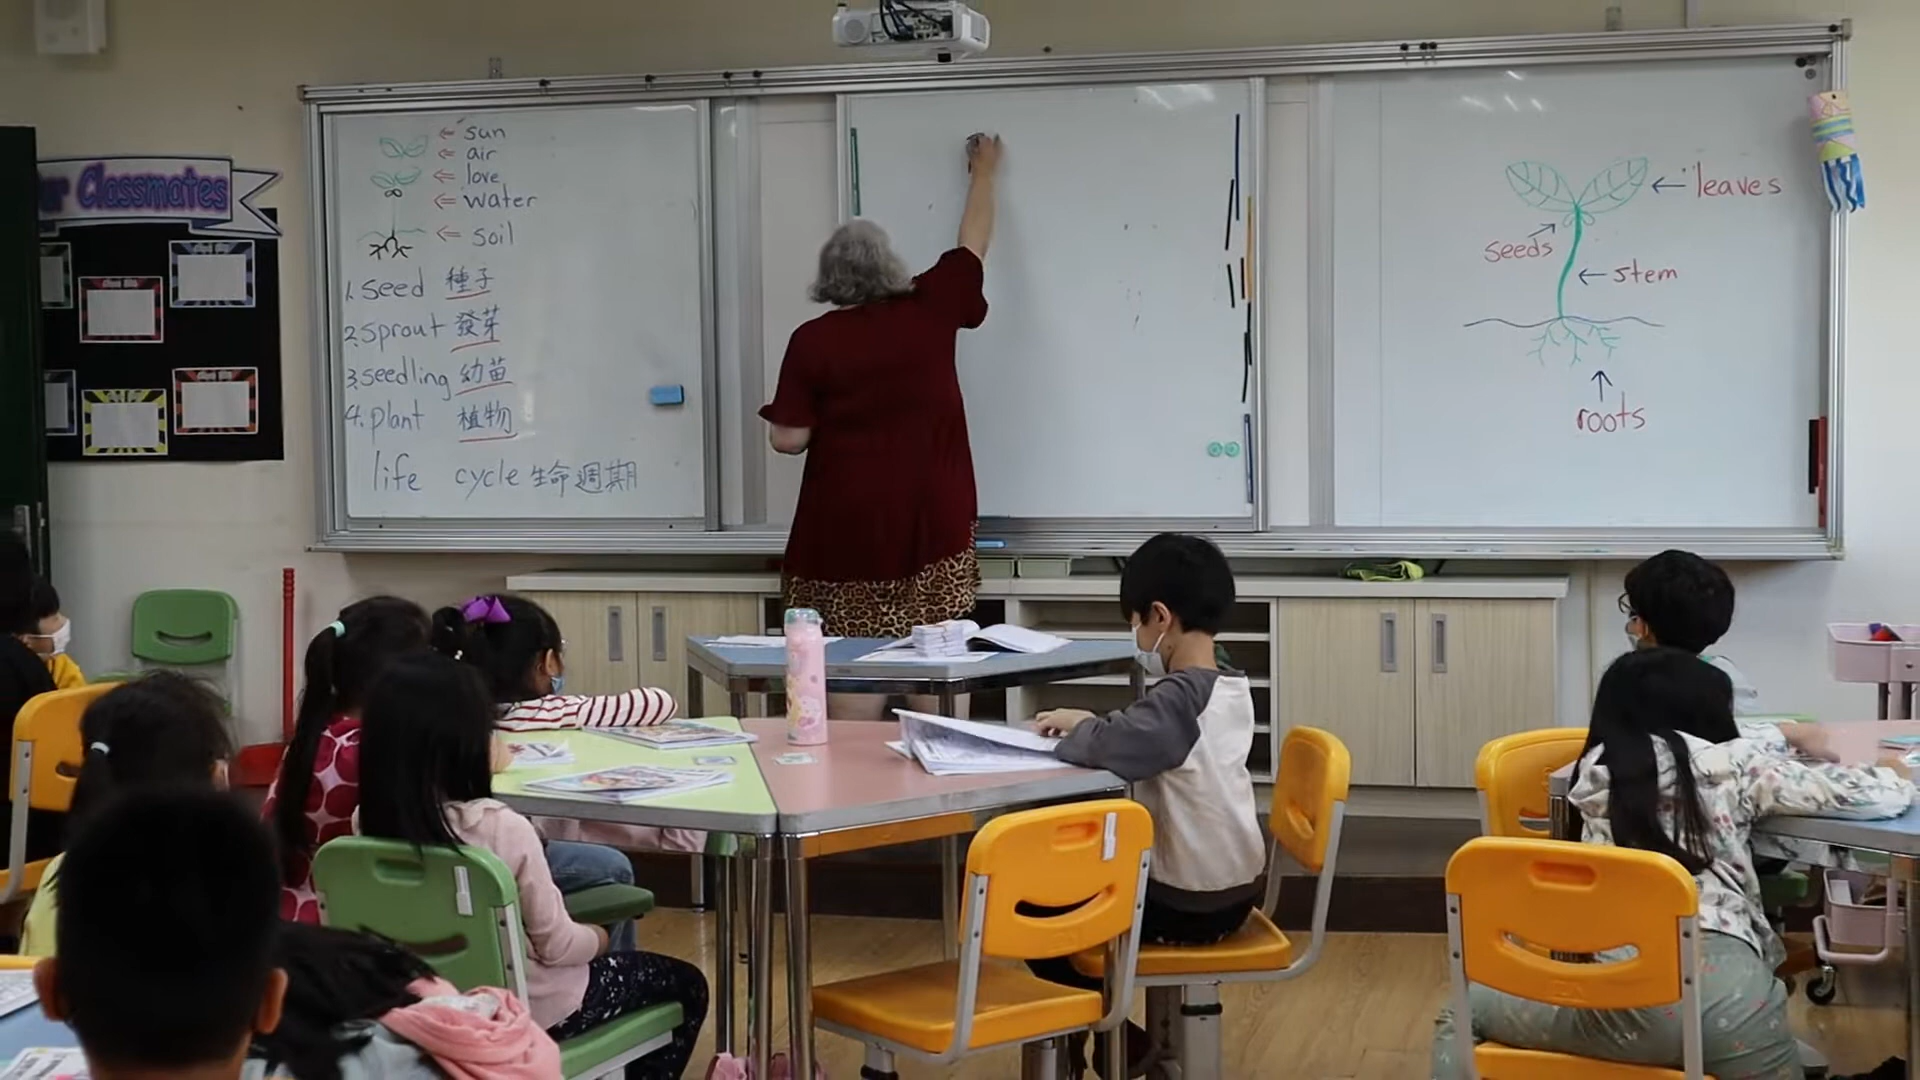 Our Classmates
sun
air
love
water
soil
1. seed 種子
2. sprout 發芽
3. seedling 幼苗
4. plant 植物
life cycle 生命週期
leaves
seeds
stem
roots